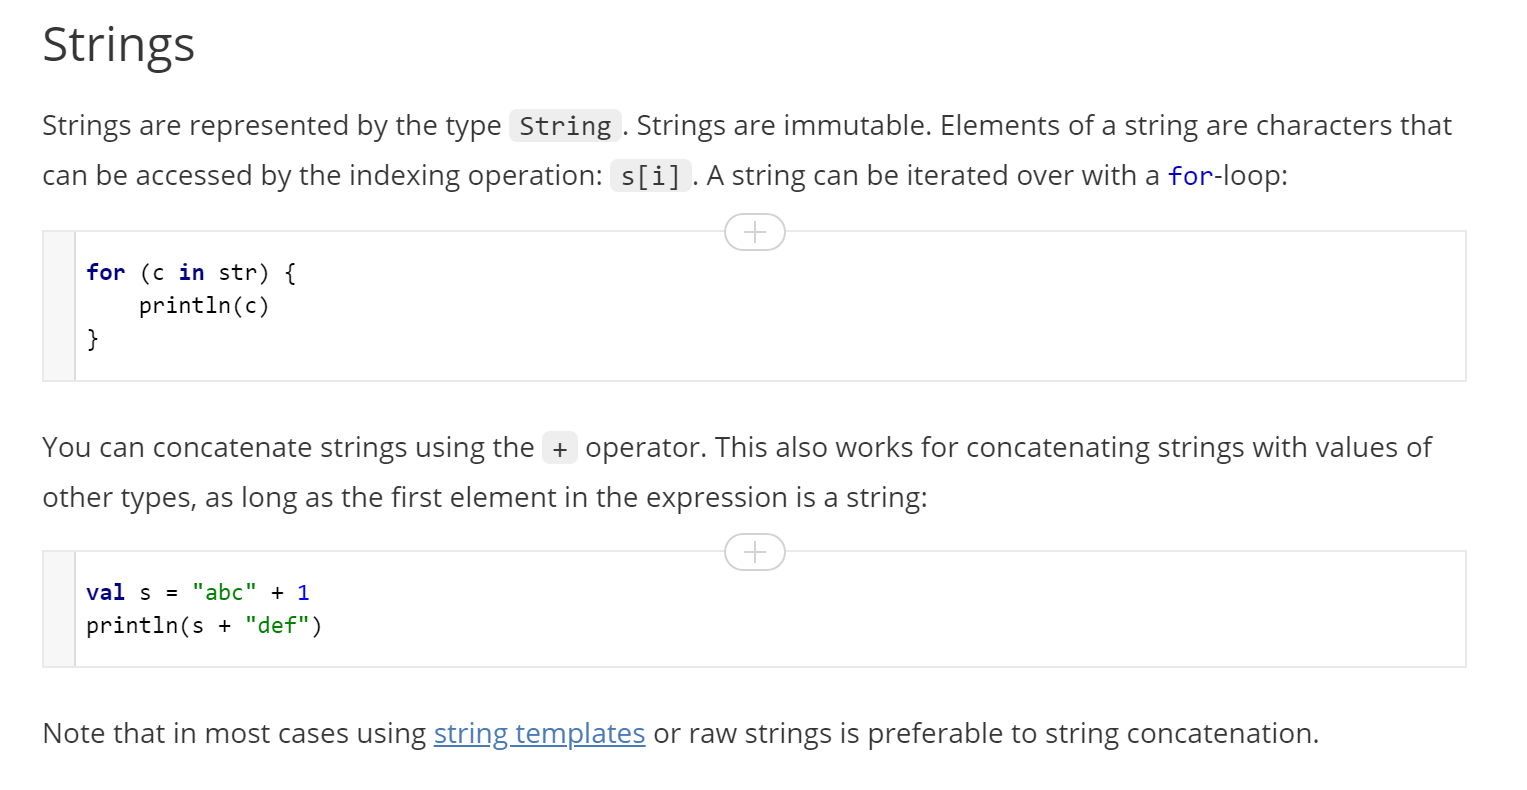 Strings
Strings are represented by the type String. Strings are immutable. Elements of a string are characters that
can be accessed by the indexing operation: s[i]. A string can be iterated over with a for-loop:
for (c in str) {
    println(c)
}
You can concatenate strings using the + operator. This also works for concatenating strings with values of
other types, as long as the first element in the expression is a string:
val s = "abc" + 1
println(s + "def")
Note that in most cases using string templates or raw strings is preferable to string concatenation.